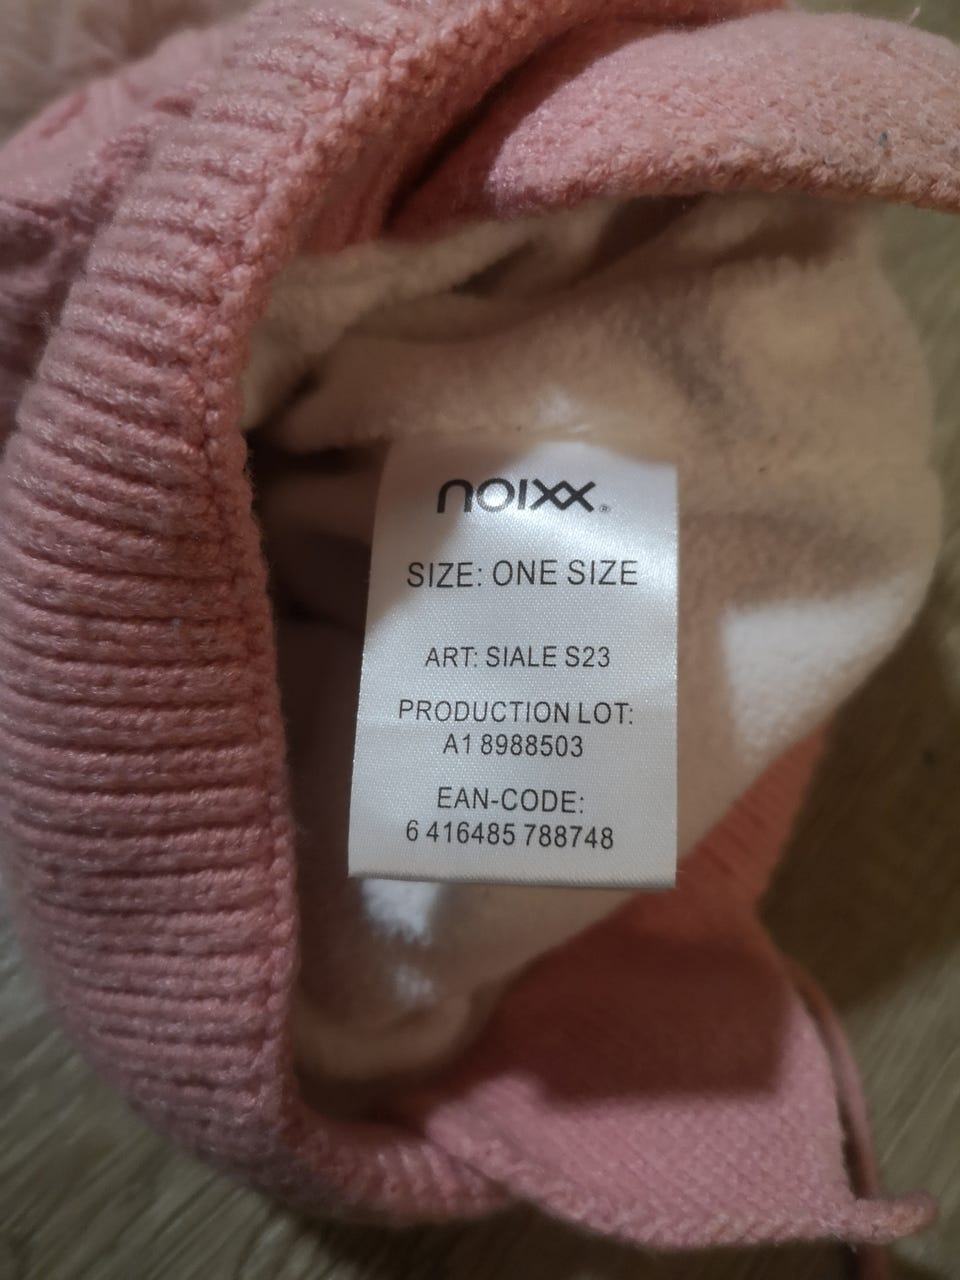 NOIXX®
SIZE: ONE SIZE
ART: SIALE S23
PRODUCTION LOT:
A1 8988503
EAN-CODE:
6 416485 788748